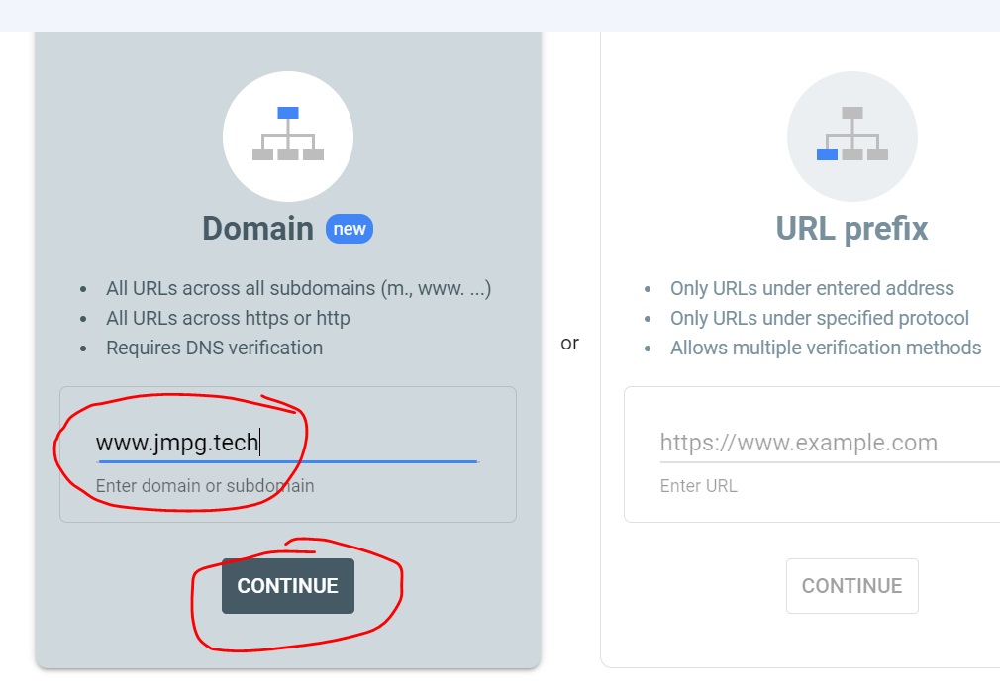 Domain new
All URLs across all subdomains (m., www. ...)
All URLs across https or http
Requires DNS verification
www.jmpg.tech
Enter domain or subdomain
CONTINUE
or
URL prefix
Only URLs under entered address
Only URLs under specified protocol
Allows multiple verification methods
https://www.example.com
Enter URL
CONTINUE